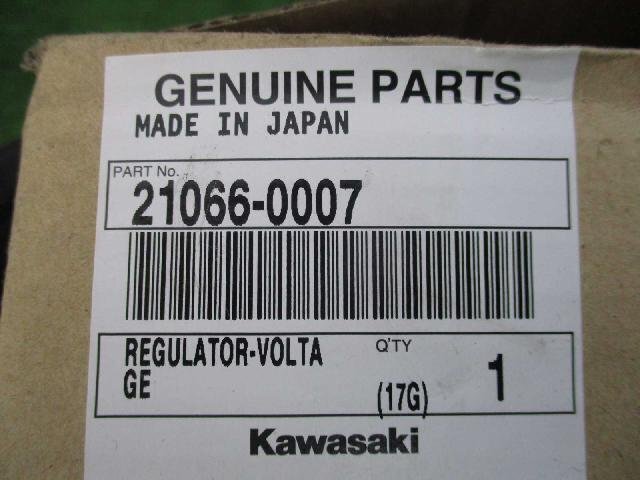 GENUINE PARTS
MADE IN JAPAN
PART No.
21066-0007
REGULATOR-VOLTA
GE
Q'TY
(17G)
1
Kawasaki